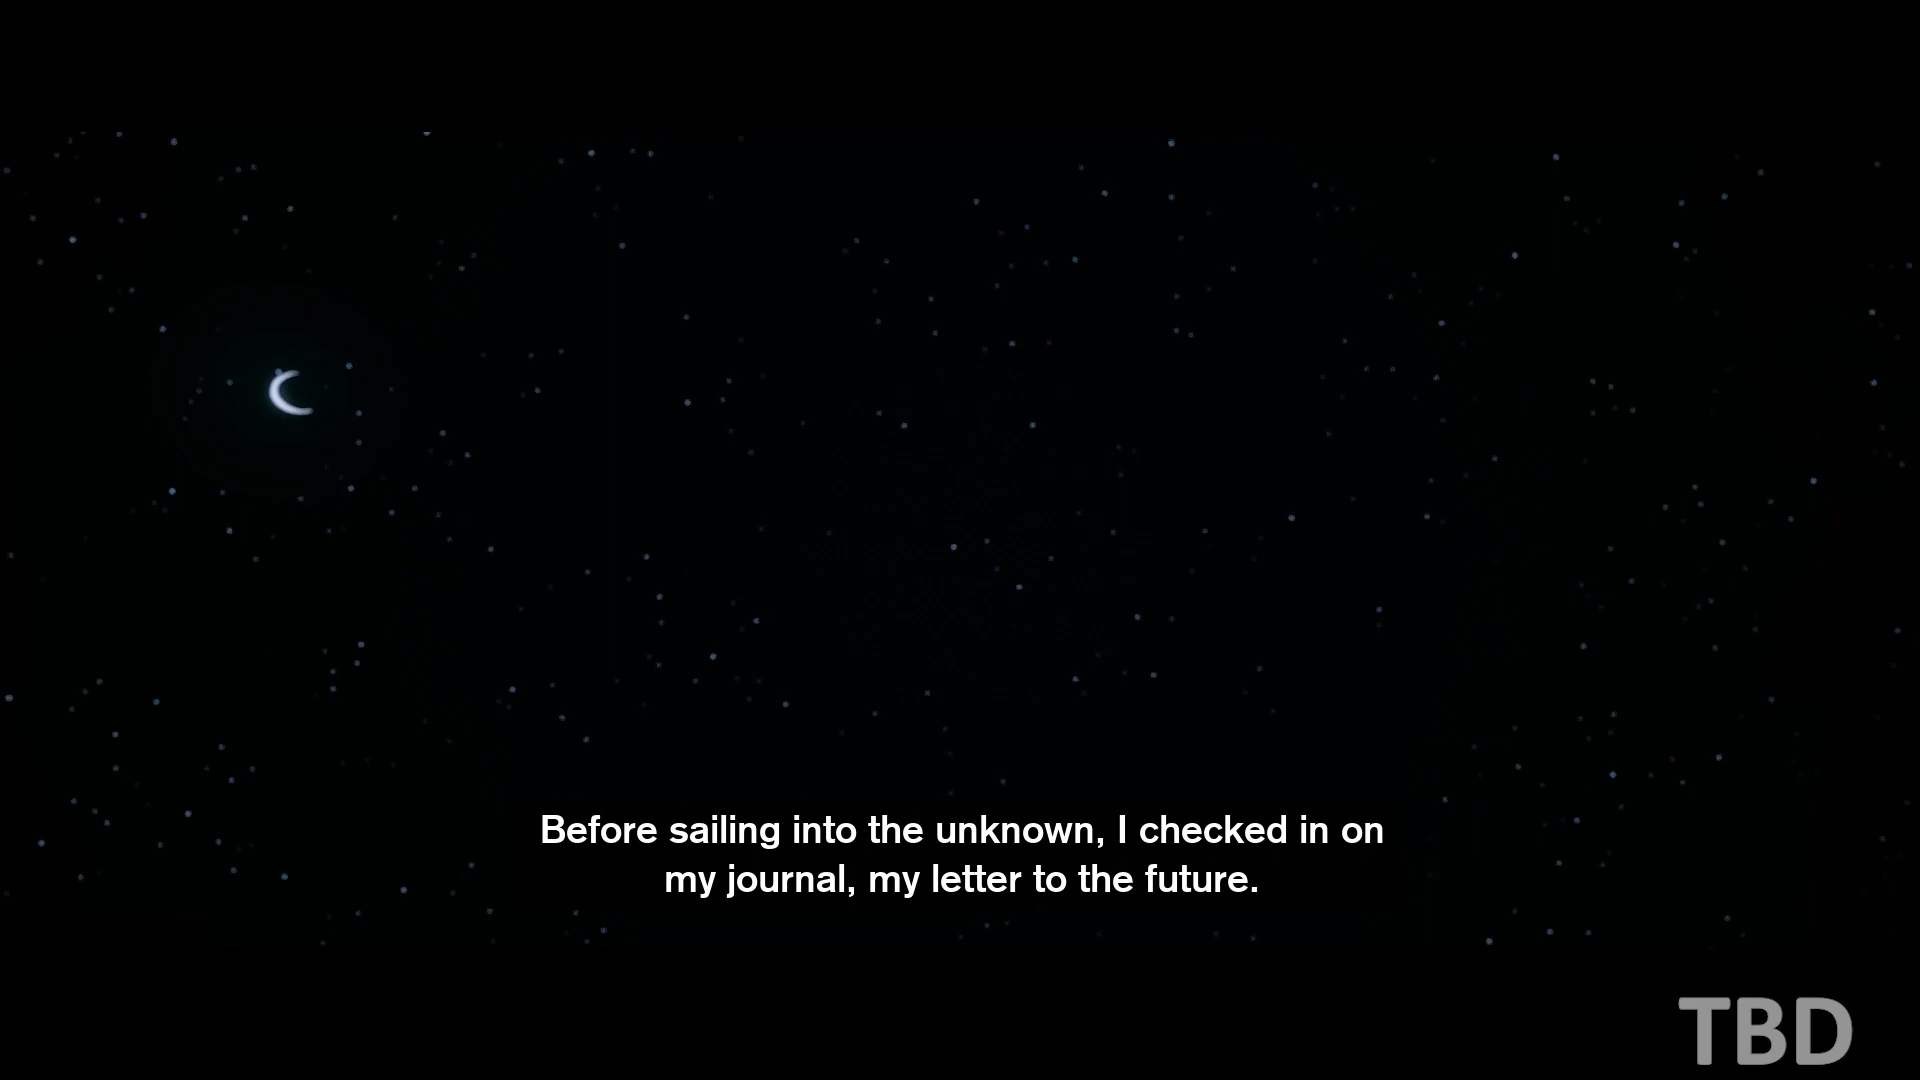 Before sailing into the unknown, I checked in on
my journal, my letter to the future.
TBD